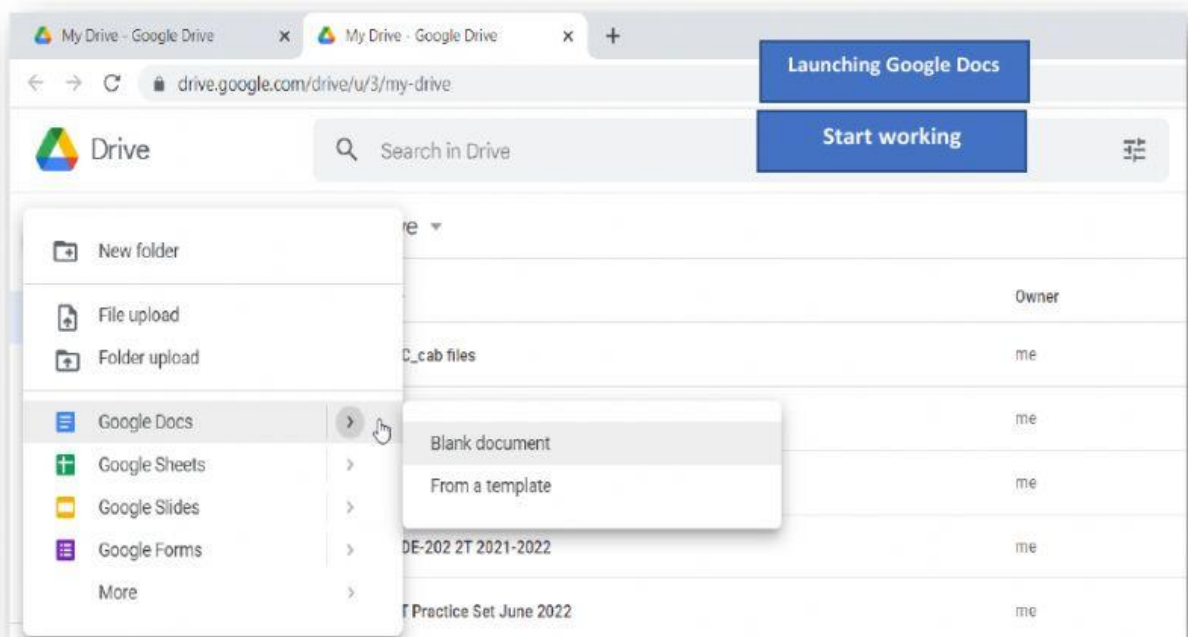 My Drive - Google Drive
My Drive - Google Drive
drive.google.com/drive/u/3/my-drive
Launching Google Docs
Drive
Search in Drive
Start working
New folder
Owner
File upload
Folder upload
C_cab files
me
Google Docs
me
Blank document
Google Sheets
me
From a template
Google Slides
Google Forms
DE-202 2T 2021-2022
me
More
T Practice Set June 2022
me